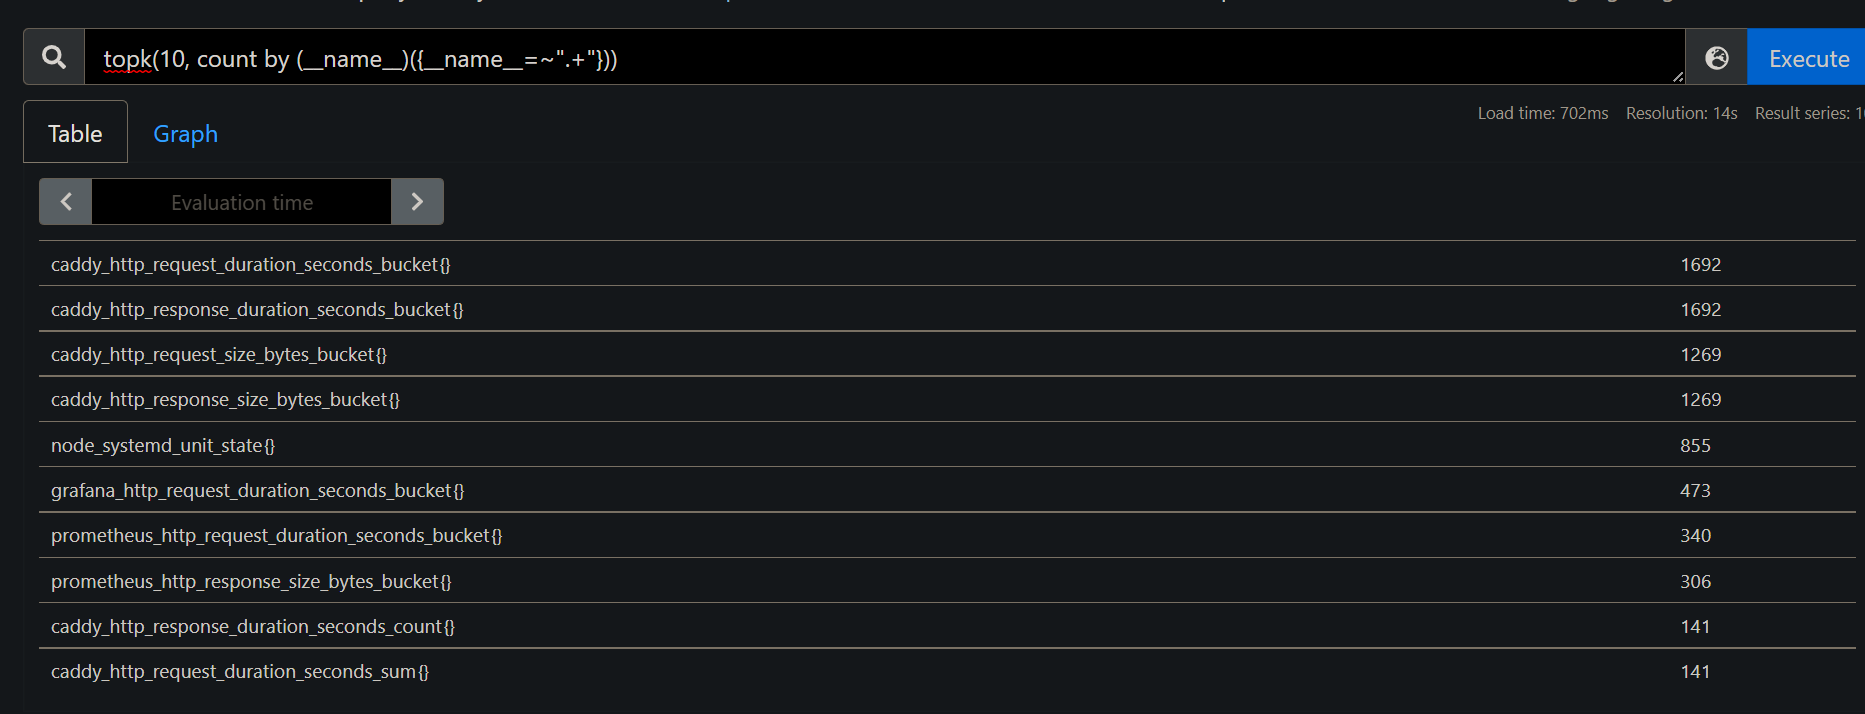 topk(10, count by (__name__)({__name__=~".+"}))
Execute
Load time: 702ms Resolution: 14s Result series: 1
Table Graph
Evaluation time
caddy_http_request_duration_seconds_bucket{} 1692
caddy_http_response_duration_seconds_bucket{} 1692
caddy_http_request_size_bytes_bucket{} 1269
caddy_http_response_size_bytes_bucket{} 1269
node_systemd_unit_state{} 855
grafana_http_request_duration_seconds_bucket{} 473
prometheus_http_request_duration_seconds_bucket{} 340
prometheus_http_response_size_bytes_bucket{} 306
caddy_http_response_duration_seconds_count{} 141
caddy_http_request_duration_seconds_sum{} 141